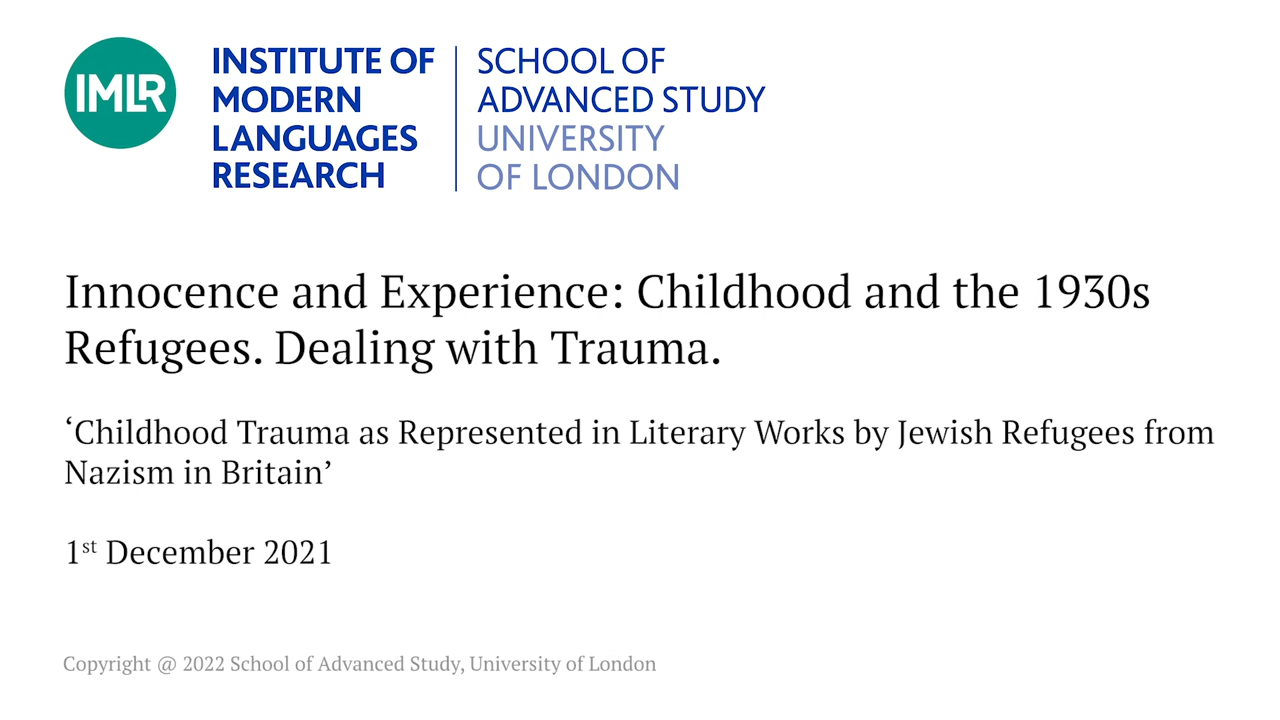 IMLR
INSTITUTE OF
MODERN
LANGUAGES
RESEARCH
SCHOOL OF
ADVANCED STUDY
UNIVERSITY
OF LONDON
Innocence and Experience: Childhood and the 1930s
Refugees. Dealing with Trauma.
‘Childhood Trauma as Represented in Literary Works by Jewish Refugees from
Nazism in Britain’
1st December 2021
Copyright @ 2022 School of Advanced Study, University of London